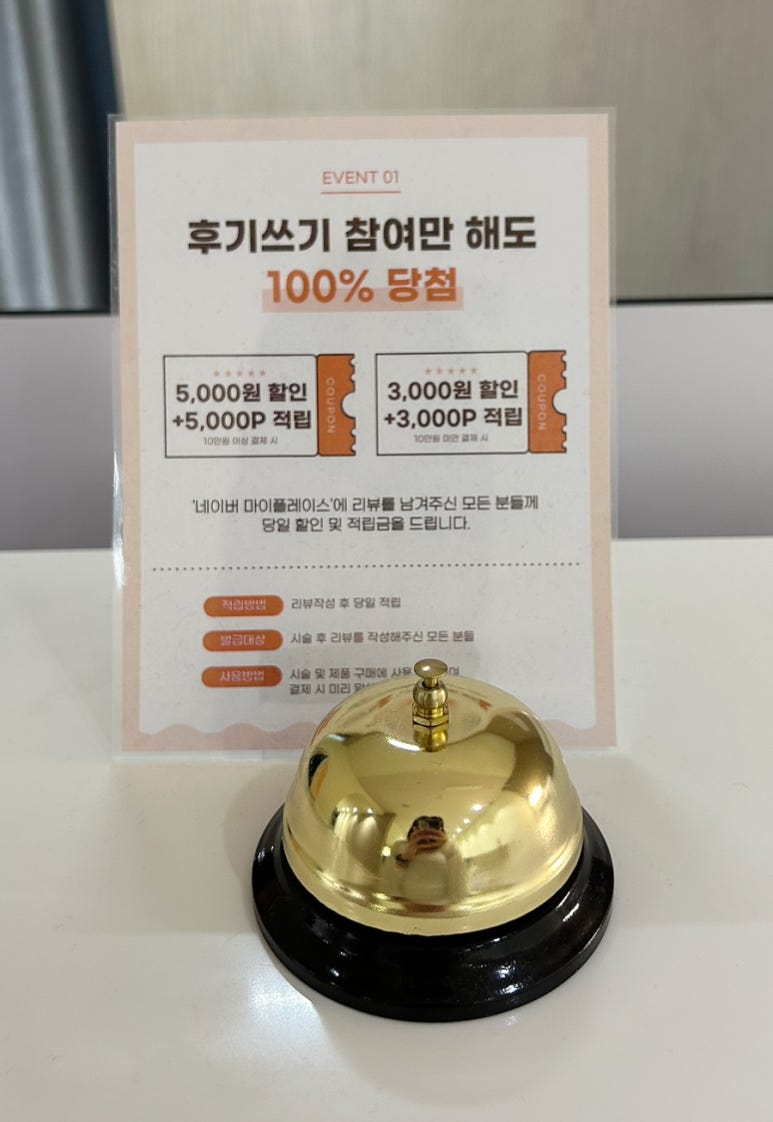 EVENT 01
후기쓰기 참여만 해도
100% 당첨
5,000원 할인
+5,000P 적립
10만원 이상 결제 시
COUPON
3,000원 할인
+3,000P 적립
10만원 미만 결제 시
COUPON
'네이버 마이플레이스'에 리뷰를 남겨주신 모든 분들께
당일 할인 및 적립금을 드립니다.
적립방법 리뷰작성 후 당일 적립
발급대상 시술 후 리뷰를 작성해주신 모든 분들
사용방법 시술 및 제품 구매에
결제 시 미리